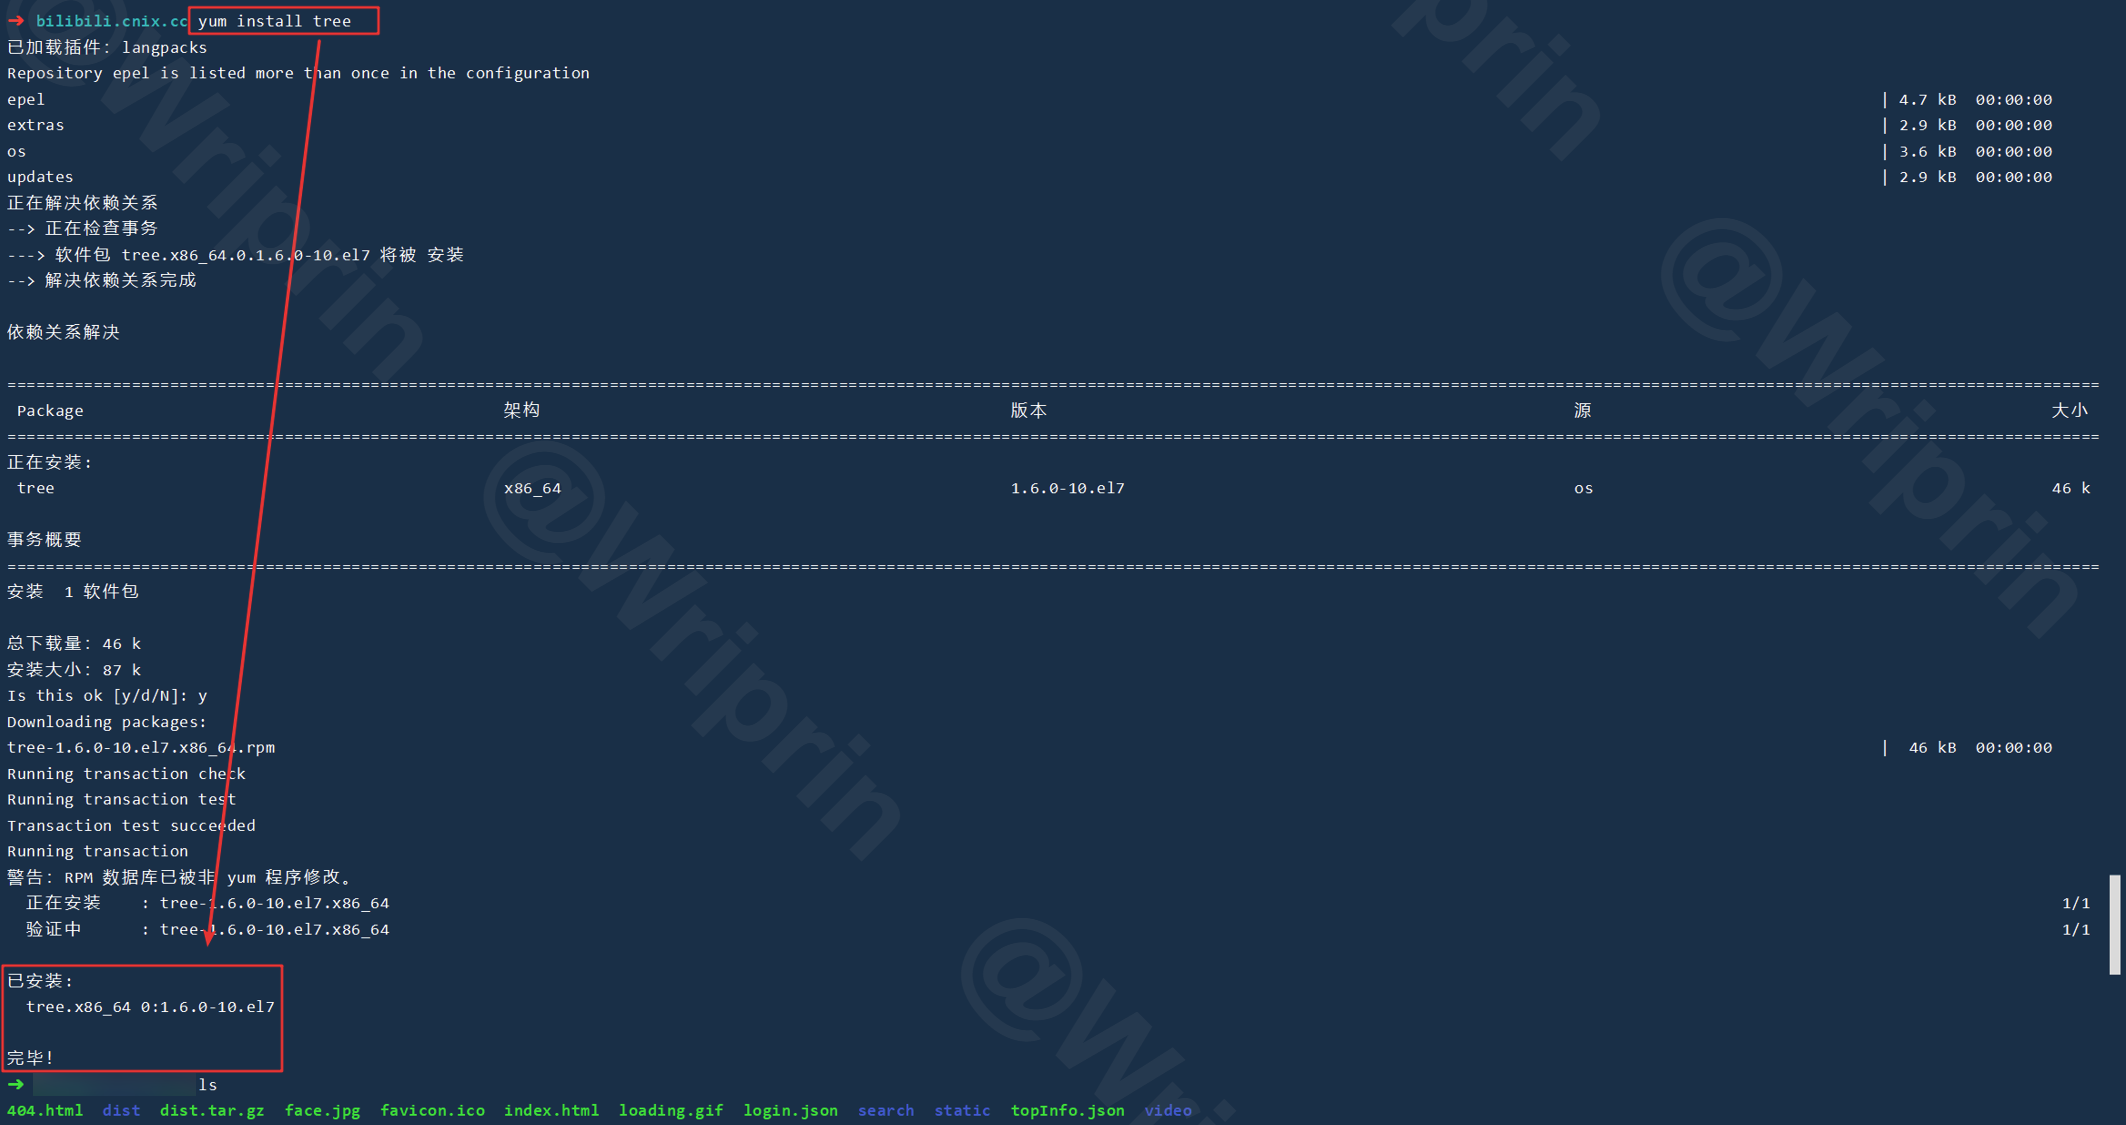 ➜ bilibili.cnix.cc yum install tree
已加载插件：langpacks
Repository epel is listed more than once in the configuration
epel | 4.7 kB 00:00:00
extras | 2.9 kB 00:00:00
os | 3.6 kB 00:00:00
updates | 2.9 kB 00:00:00
正在解决依赖关系
--> 正在检查事务
---> 软件包 tree.x86_64.0.1.6.0-10.el7 将被 安装
--> 解决依赖关系完成
依赖关系解决
================================================================================
Package 架构 版本 源 大小
================================================================================
正在安装:
tree x86_64 1.6.0-10.el7 os 46 k
事务概要
================================================================================
安装 1 软件包
总下载量：46 k
安装大小：87 k
Is this ok [y/d/N]: y
Downloading packages:
tree-1.6.0-10.el7.x86_64.rpm | 46 kB 00:00:00
Running transaction check
Running transaction test
Transaction test succeeded
Running transaction
警告：RPM 数据库已被非 yum 程序修改。
正在安装 : tree-1.6.0-10.el7.x86_64 1/1
验证中 : tree-1.6.0-10.el7.x86_64 1/1
已安装:
tree.x86_64 0:1.6.0-10.el7
完毕！
➜ ls
404.html dist dist.tar.gz face.jpg favicon.ico index.html loading.gif login.json search static topInfo.json video
@Wriprin
@Wriprin
@Wriprin